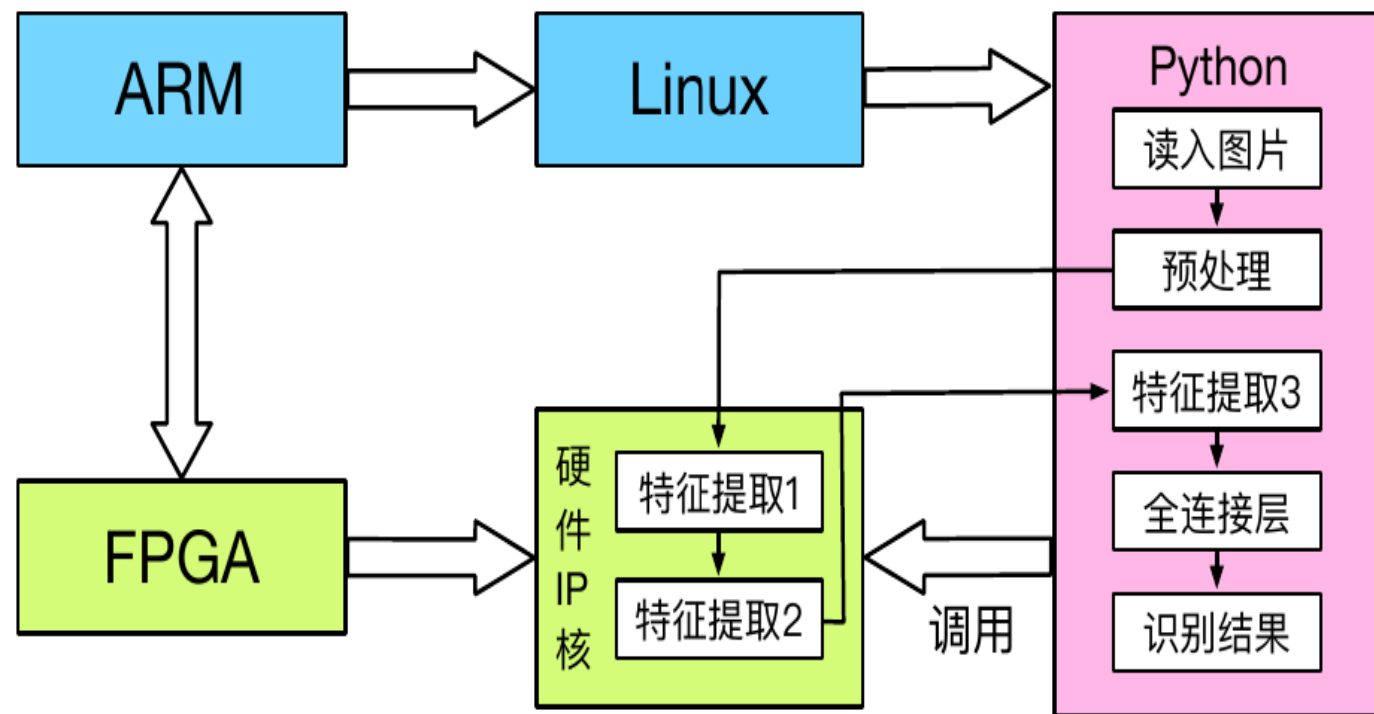 ARM
Linux
Python
读入图片
预处理
特征提取3
全连接层
识别结果
FPGA
硬
件
IP
核
特征提取1
特征提取2
调用